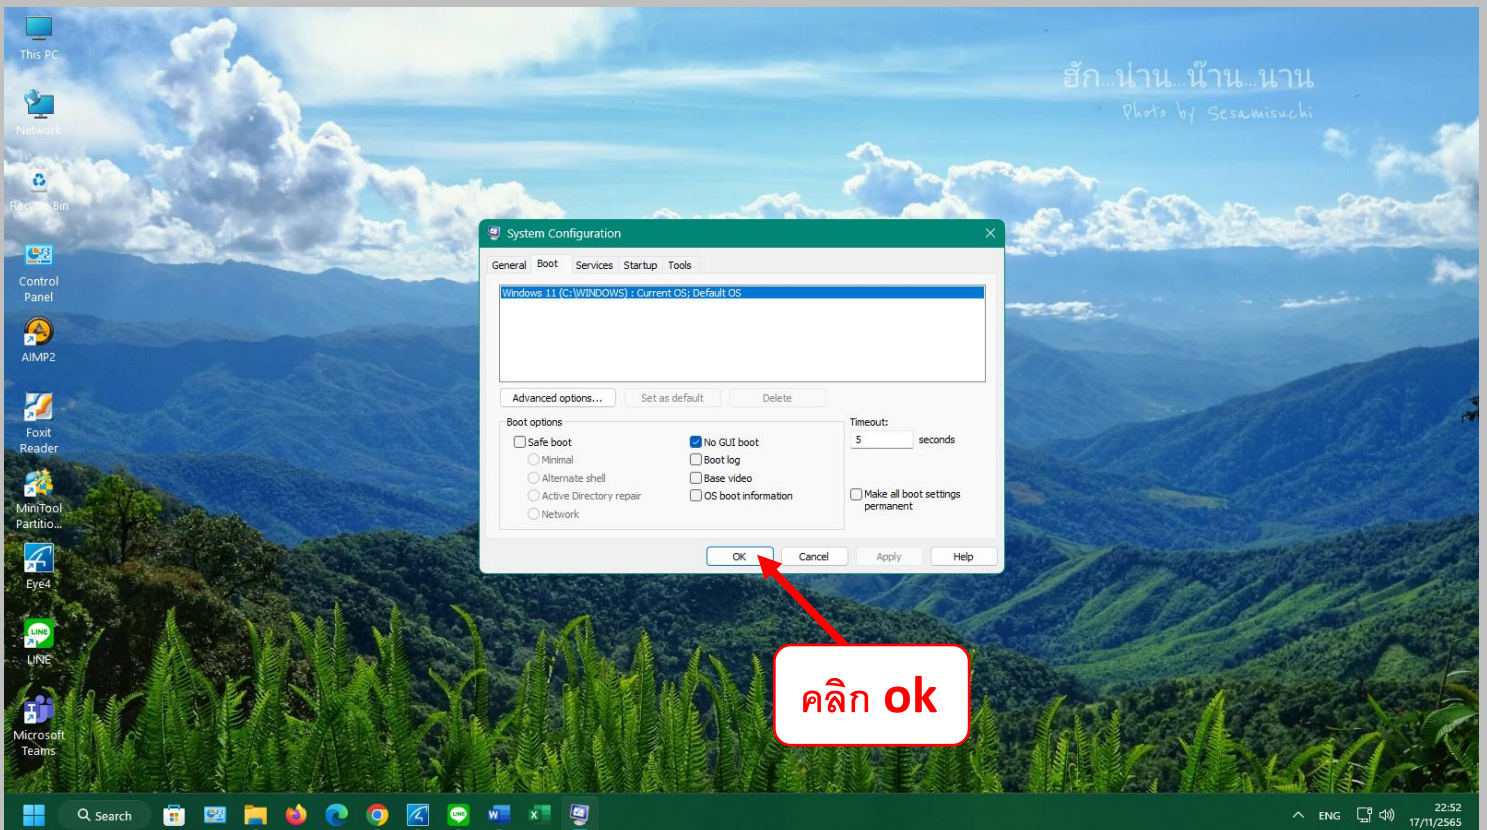 This PC
Network
Recycle Bin
Control
Panel
AIMP2
Foxit
Reader
MiniTool
Partitio...
Eye4
LINE
LINE
Microsoft
Teams
ฮัก...น่าน...น๊าน...นาน
Photo by Sesamisuchi
System Configuration
General Boot Services Startup Tools
Windows 11 (C:\WINDOWS) : Current OS; Default OS
Advanced options... Set as default Delete
Boot options
Safe boot
Minimal
Alternate shell
Active Directory repair
Network
No GUI boot
Boot log
Base video
OS boot information
Timeout:
5 seconds
Make all boot settings
permanent
OK Cancel Apply Help
คลิก ok
Search
LINE
W
X
ENG
22:52
17/11/2565